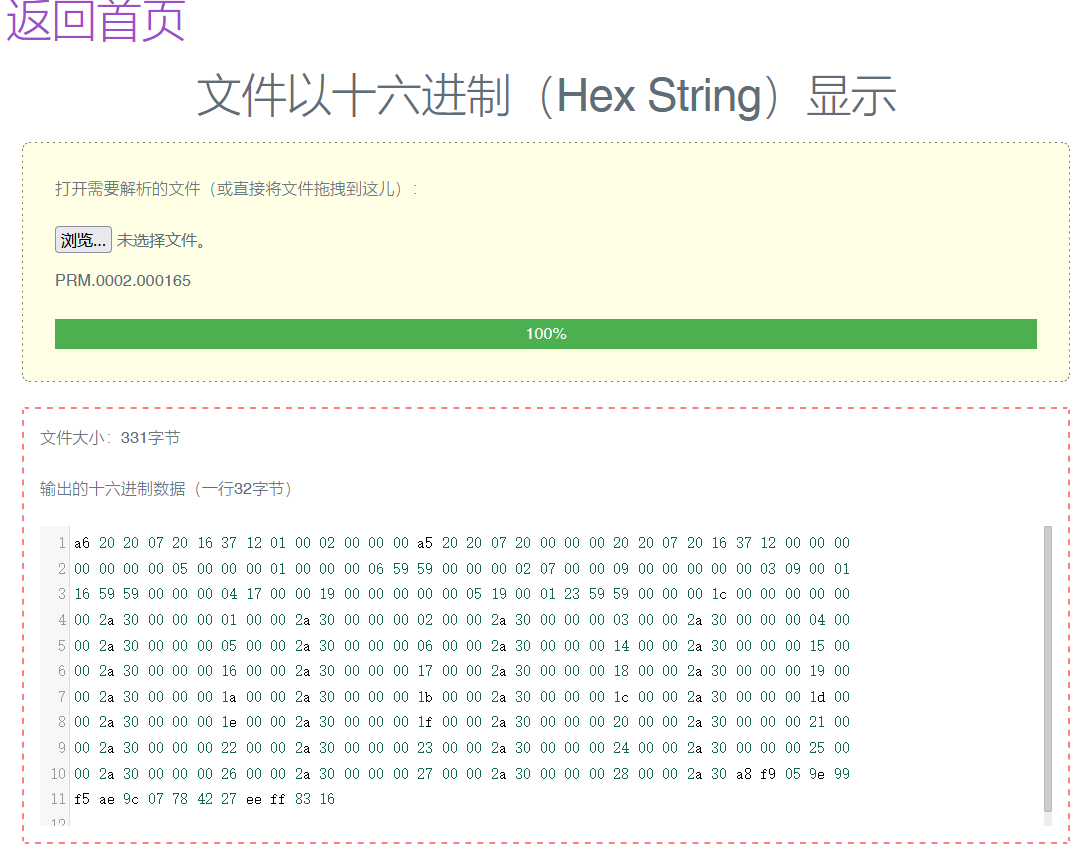 返回首页
文件以十六进制（Hex String）显示
打开需要解析的文件（或直接将文件拖拽到这儿）:
浏览... 未选择文件。
PRM.0002.000165
100%
文件大小：331字节
输出的十六进制数据（一行32字节）
1 a6 20 20 07 20 16 37 12 01 00 02 00 00 00 a5 20 20 07 20 00 00 00 20 20 07 20 16 37 12 00 00 00
2 00 00 00 00 05 00 00 00 01 00 00 00 06 59 59 00 00 00 02 07 00 00 09 00 00 00 00 00 03 09 00 01
3 16 59 59 00 00 00 04 17 00 00 19 00 00 00 00 00 05 19 00 01 23 59 59 00 00 00 1c 00 00 00 00 00
4 00 2a 30 00 00 00 01 00 00 2a 30 00 00 00 02 00 00 2a 30 00 00 00 03 00 00 2a 30 00 00 00 04 00
5 00 2a 30 00 00 00 05 00 00 2a 30 00 00 00 06 00 00 2a 30 00 00 00 14 00 00 2a 30 00 00 00 15 00
6 00 2a 30 00 00 00 16 00 00 2a 30 00 00 00 17 00 00 2a 30 00 00 00 18 00 00 2a 30 00 00 00 19 00
7 00 2a 30 00 00 00 1a 00 00 2a 30 00 00 00 1b 00 00 2a 30 00 00 00 1c 00 00 2a 30 00 00 00 1d 00
8 00 2a 30 00 00 00 1e 00 00 2a 30 00 00 00 1f 00 00 2a 30 00 00 00 20 00 00 2a 30 00 00 00 21 00
9 00 2a 30 00 00 00 22 00 00 2a 30 00 00 00 23 00 00 2a 30 00 00 00 24 00 00 2a 30 00 00 00 25 00
10 00 2a 30 00 00 00 26 00 00 2a 30 00 00 00 27 00 00 2a 30 00 00 00 28 00 00 2a 30 a8 f9 05 9e 99
11 f5 ae 9c 07 78 42 27 ee ff 83 16
12